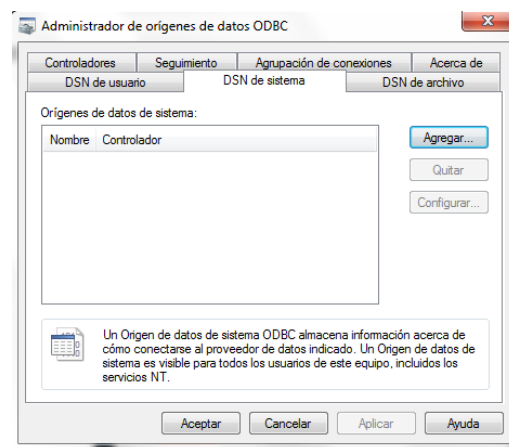 Administrador de orígenes de datos ODBC
Controladores Seguimiento Agrupación de conexiones Acerca de
DSN de usuario DSN de sistema DSN de archivo
Orígenes de datos de sistema:
Nombre Controlador
Agregar...
Quitar
Configurar...
Un Origen de datos de sistema ODBC almacena información acerca de
cómo conectarse al proveedor de datos indicado. Un Origen de datos de
sistema es visible para todos los usuarios de este equipo, incluidos los
servicios NT.
Aceptar Cancelar Aplicar Ayuda